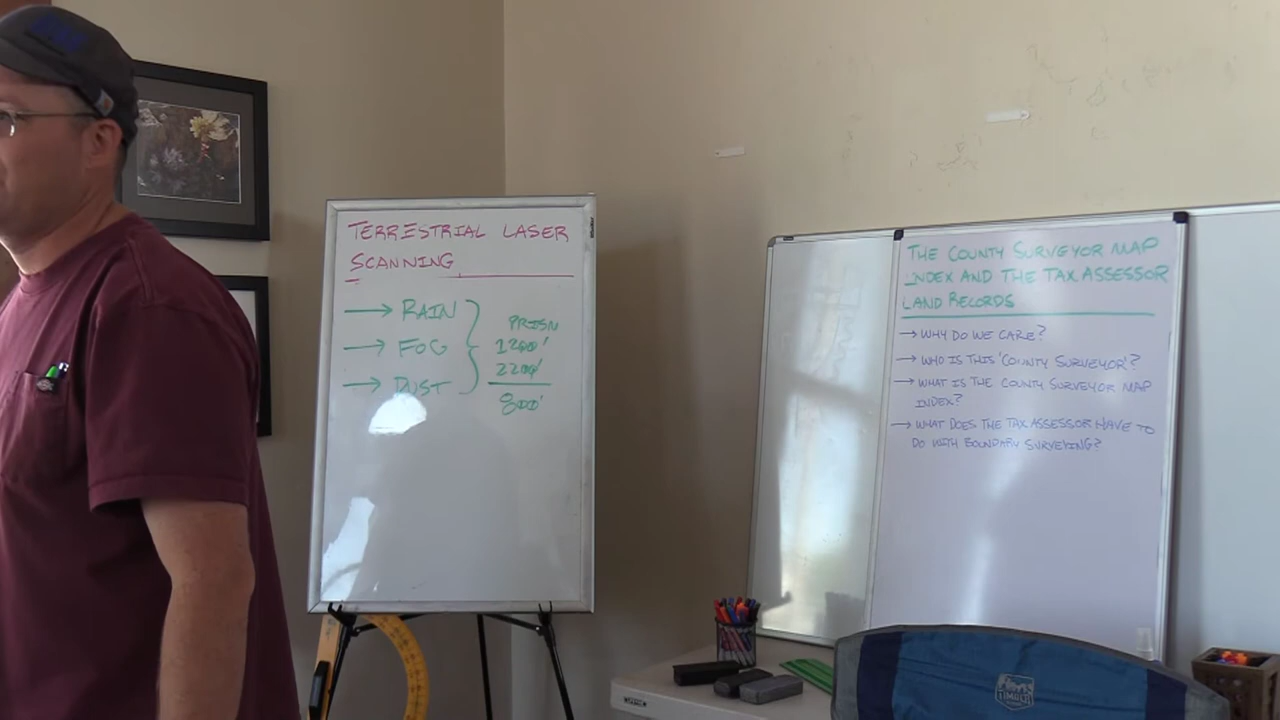 TERRESTRIAL LASER
SCANNING
→ RAIN
→ FOG
→ DUST
PRISM
1200'
2200'
800'
THE COUNTY SURVEYOR MAP
INDEX AND THE TAX ASSESSOR
LAND RECORDS
→ WHY DO WE CARE?
→ WHO IS THIS 'COUNTY SURVEYOR'?
→ WHAT IS THE COUNTY SURVEYOR MAP
INDEX?
→ WHAT DOES THE TAX ASSESSOR HAVE TO
DO WITH BOUNDARY SURVEYING?